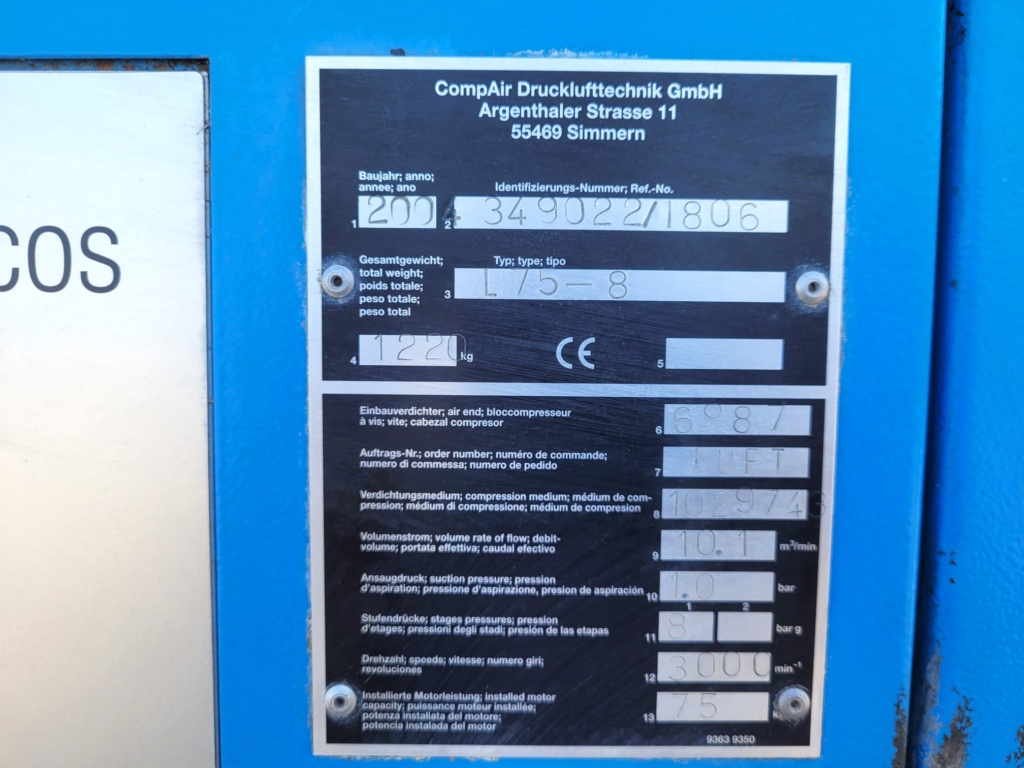 COS
CompAir Drucklufttechnik GmbH
Argenthaler Strasse 11
55469 Simmern
Baujahr; anno;
annee; ano
Identifizierungs-Nummer; Ref.-No.
1 2004 2 349022/1806
Gesamtgewicht;
total weight;
poids totale;
peso totale;
peso total
Typ; type; tipo
3 L75-8
4 1220 kg CE 5
Einbauverdichter; air end; bloccompresseur
à vis; vite; cabezal compresor
6
Auftrags-Nr.; order number; numéro de commande;
numero di commessa; numero de pedido
7 LUFT
Verdichtungsmedium; compression medium; médium de com-
pression; médium di compressione; médium de compresion
8 1029743
Volumenstrom; volume rate of flow; debit-
volume; portata effettiva; caudal efectivo
9 10.1 m³/min
Ansaugdruck; suction pressure; pression
d'aspiration; pressione d'aspirazione, presion de aspiración
10 1.0 bar
1 2
Stufendrücke; stages pressures; pression
d'etages; pressioni degli stadi; presión de las etapas
11 8 bar g
Drehzahl; speeds; vitesse; numero giri;
revoluciones
12 3000 min⁻¹
Installierte Motorleistung; installed motor
capacity; puissance moteur installée;
potenza installata del motore;
potencia instalada del motor
13 75
9363 9350